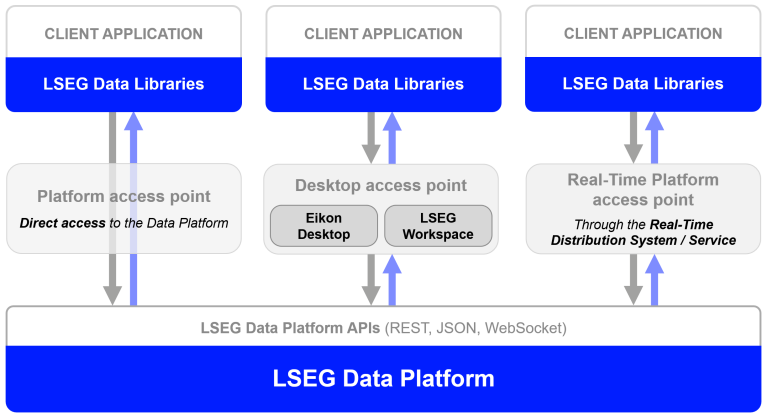 CLIENT APPLICATION
LSEG Data Libraries
CLIENT APPLICATION
LSEG Data Libraries
CLIENT APPLICATION
LSEG Data Libraries
Platform access point
Direct access to the Data Platform
Desktop access point
Eikon
Desktop
LSEG
Workspace
Real-Time Platform
access point
Through the Real-Time
Distribution System / Service
LSEG Data Platform APIs (REST, JSON, WebSocket)
LSEG Data Platform